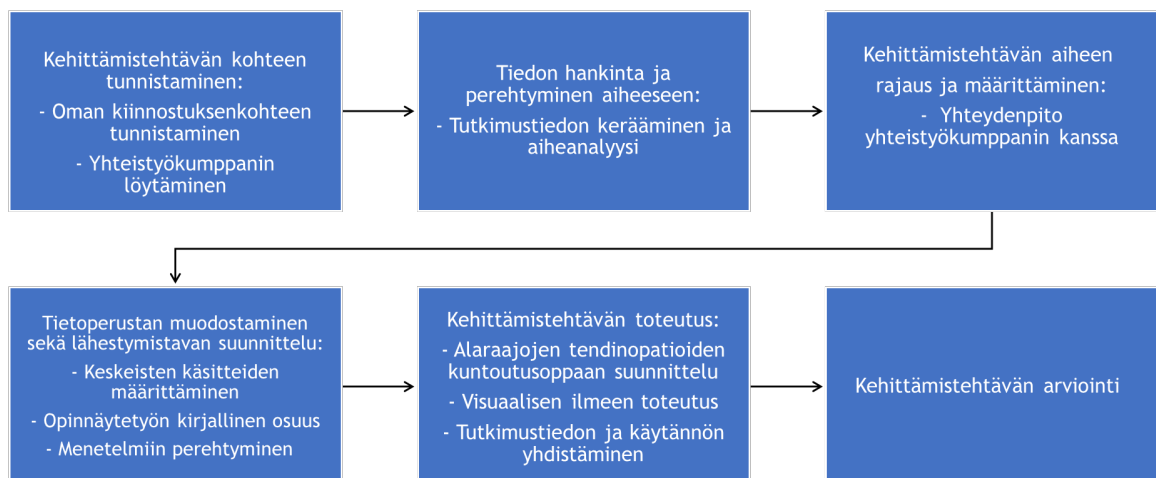 Kehittämistehtävän kohteen
tunnistaminen:
- Oman kiinnostuksenkohteen
tunnistaminen
- Yhteistyökumppanin
löytäminen
Tiedon hankinta ja
perehtyminen aiheeseen:
- Tutkimustiedon kerääminen ja
aiheanalyysi
Kehittämistehtävän aiheen
rajaus ja määrittäminen:
- Yhteydenpito
yhteistyökumppanin kanssa
Tietoperustan muodostaminen
sekä lähestymistavan suunnittelu:
- Keskeisten käsitteiden
määrittäminen
- Opinnäytetyön kirjallinen osuus
- Menetelmiin perehtyminen
Kehittämistehtävän toteutus:
- Alaraajojen tendinopatioiden
kuntoutusoppaan suunnittelu
- Visuaalisen ilmeen toteutus
- Tutkimustiedon ja käytännön
yhdistäminen
Kehittämistehtävän arviointi